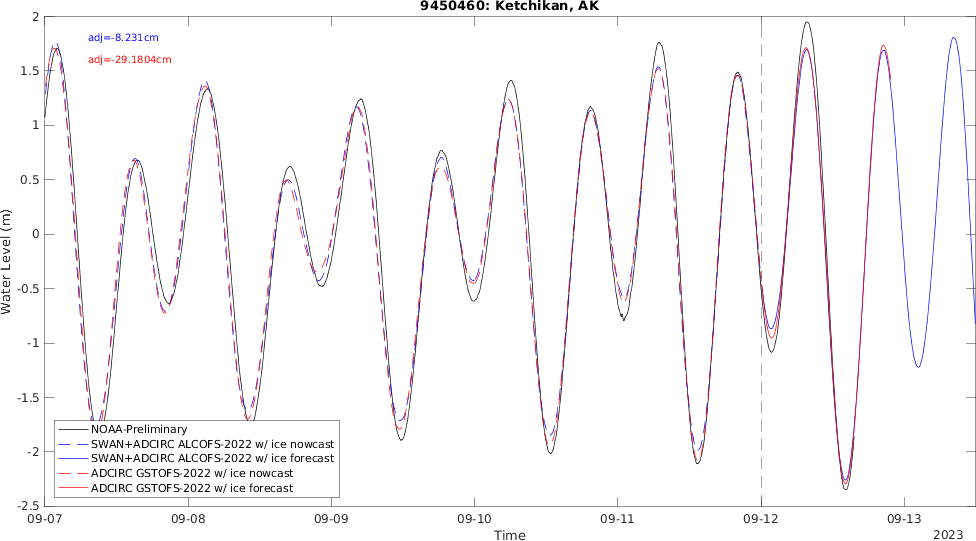 9450460: Ketchikan, AK
adj=-8.231cm
adj=-29.1804cm
Water Level (m)
2
1.5
1
0.5
0
-0.5
-1
-1.5
-2
-2.5
NOAA-Preliminary
SWAN+ADCIRC ALCOFS-2022 w/ ice nowcast
SWAN+ADCIRC ALCOFS-2022 w/ ice forecast
ADCIRC GSTOFS-2022 w/ ice nowcast
ADCIRC GSTOFS-2022 w/ ice forecast
09-07 09-08 09-09 09-10 09-11 09-12 09-13
Time
2023